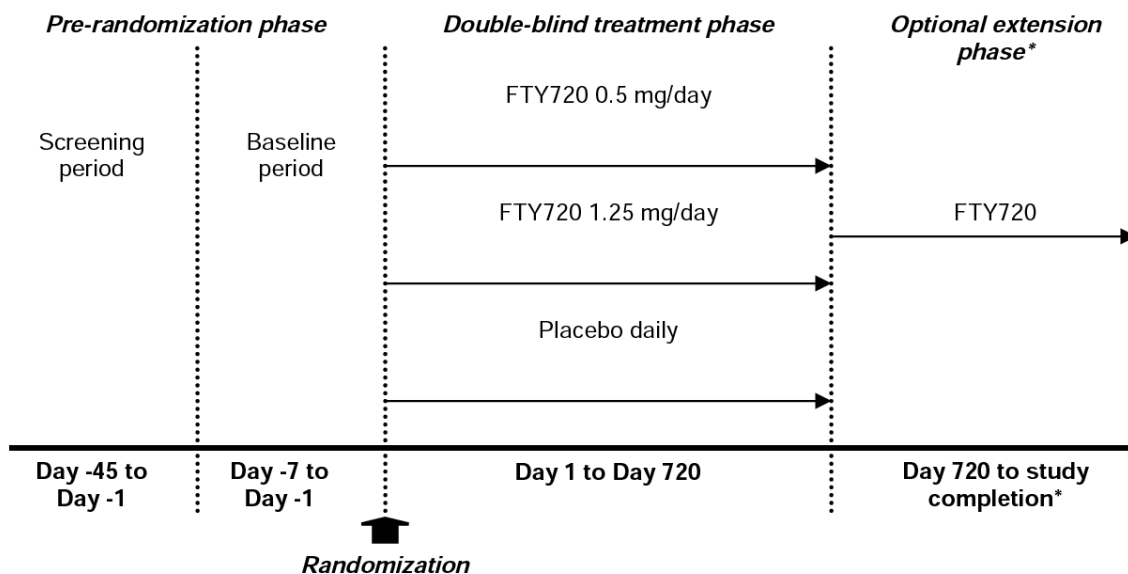 Pre-randomization phase
Double-blind treatment phase
Optional extension
phase*
Screening
period
Baseline
period
FTY720 0.5 mg/day
FTY720 1.25 mg/day
Placebo daily
FTY720
Day -45 to
Day -1
Day -7 to
Day -1
Day 1 to Day 720
Day 720 to study
completion*
Randomization